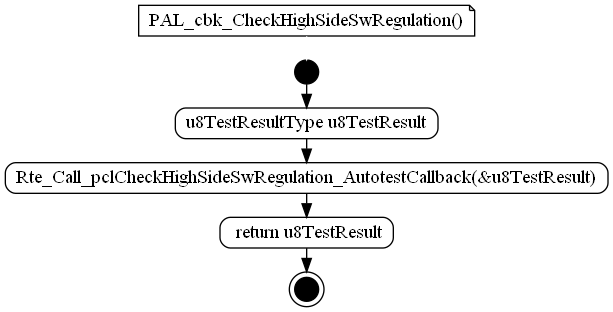 PAL_cbk_CheckHighSideSwRegulation()
u8TestResultType u8TestResult
Rte_Call_pclCheckHighSideSwRegulation_AutotestCallback(&u8TestResult)
return u8TestResult